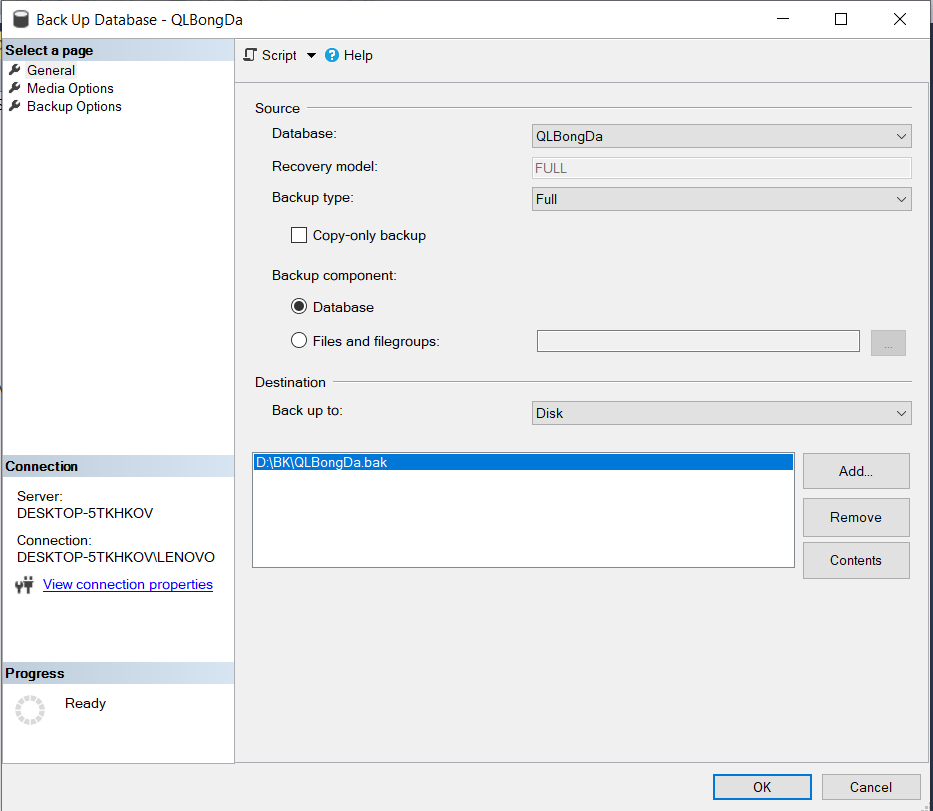 Back Up Database - QLBongDa
Select a page
General
Media Options
Backup Options
Script
Help
Source
Database:
QLBongDa
Recovery model:
FULL
Backup type:
Full
Copy-only backup
Backup component:
Database
Files and filegroups:
...
Destination
Back up to:
Disk
D:\BK\QLBongDa.bak
Add...
Remove
Contents
Connection
Server:
DESKTOP-5TKHKOV
Connection:
DESKTOP-5TKHKOV\LENOVO
View connection properties
Progress
Ready
OK
Cancel